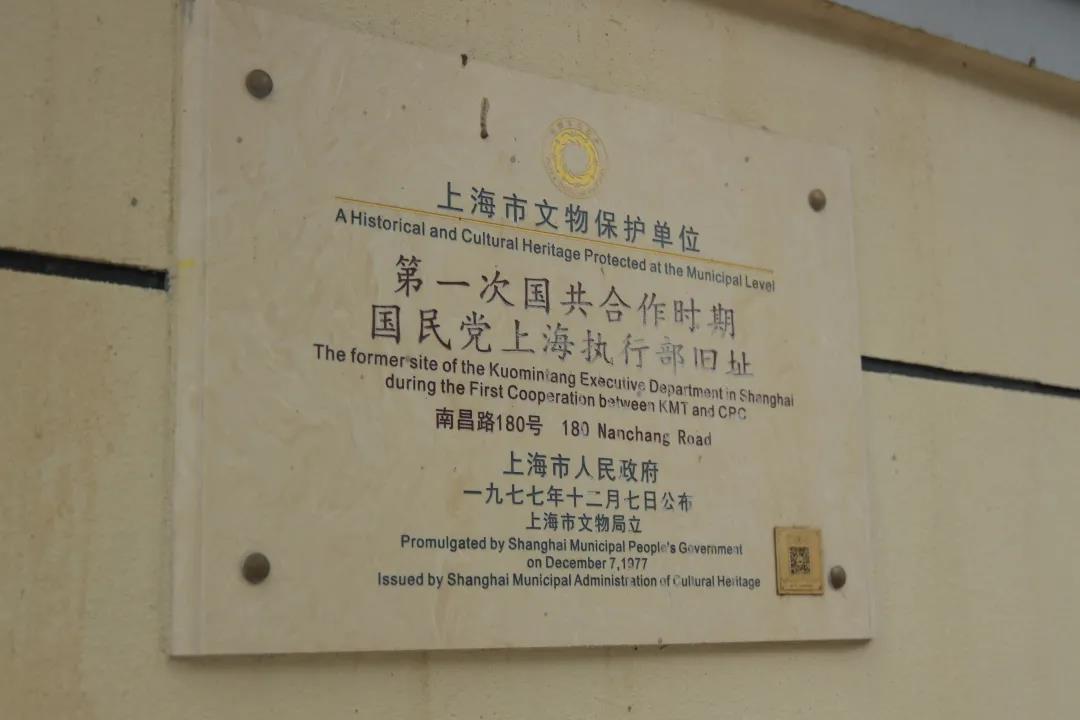 上海市文物保护单位
A Historical and Cultural Heritage Protected at the Municipal Level
第一次国共合作时期
国民党上海执行部旧址
The former site of the Kuomintang Executive Department in Shanghai
during the First Cooperation between KMT and CPC
南昌路180号 180 Nanchang Road
上海市人民政府
一九七七年十二月七日公布
上海市文物局立
Promulgated by Shanghai Municipal People's Government
on December 7,1977
Issued by Shanghai Municipal Administration of Cultural Heritage